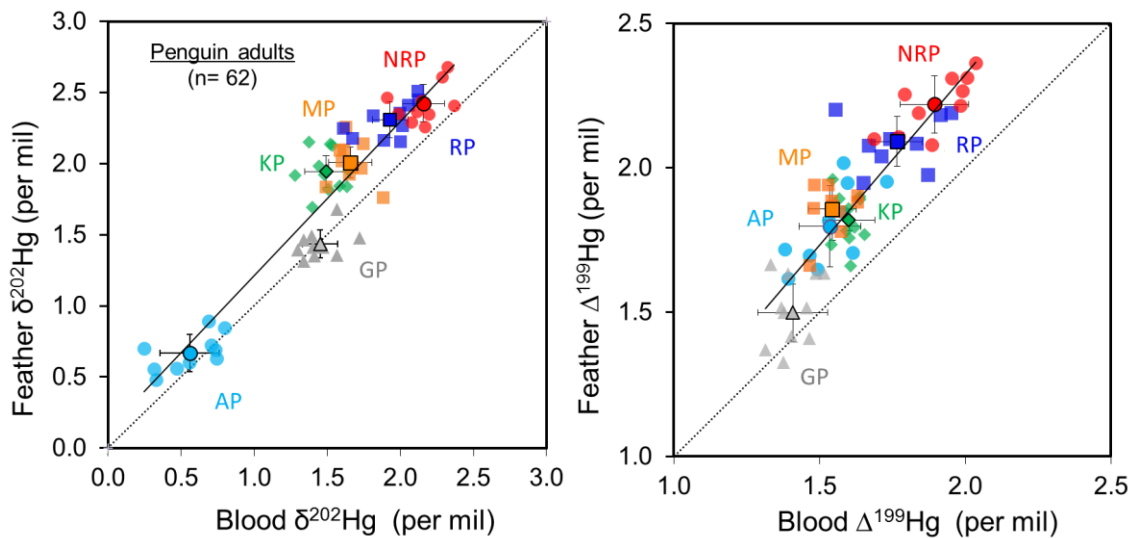 Feather δ²⁰²Hg (per mil)
3.0
2.5
2.0
1.5
1.0
0.5
0.0
Penguin adults
(n= 62)
NRP
MP
RP
KP
GP
AP
0.0 0.5 1.0 1.5 2.0 2.5 3.0
Blood δ²⁰²Hg (per mil)
Feather Δ¹⁹⁹Hg (per mil)
2.5
2.0
1.5
1.0
NRP
RP
MP
AP
KP
GP
1.0 1.5 2.0 2.5
Blood Δ¹⁹⁹Hg (per mil)